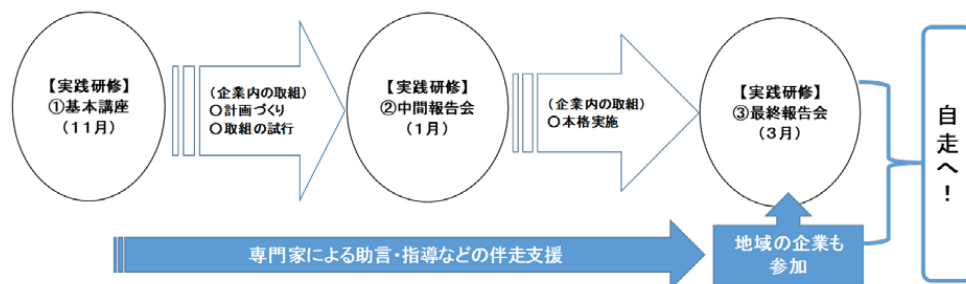 【実践研修】
①基本講座
(11月)
(企業内の取組)
〇計画づくり
〇取組の試行
【実践研修】
②中間報告会
(1月)
(企業内の取組)
〇本格実施
【実践研修】
③最終報告会
(3月)
自走へ!
専門家による助言・指導などの伴走支援
地域の企業も
参加